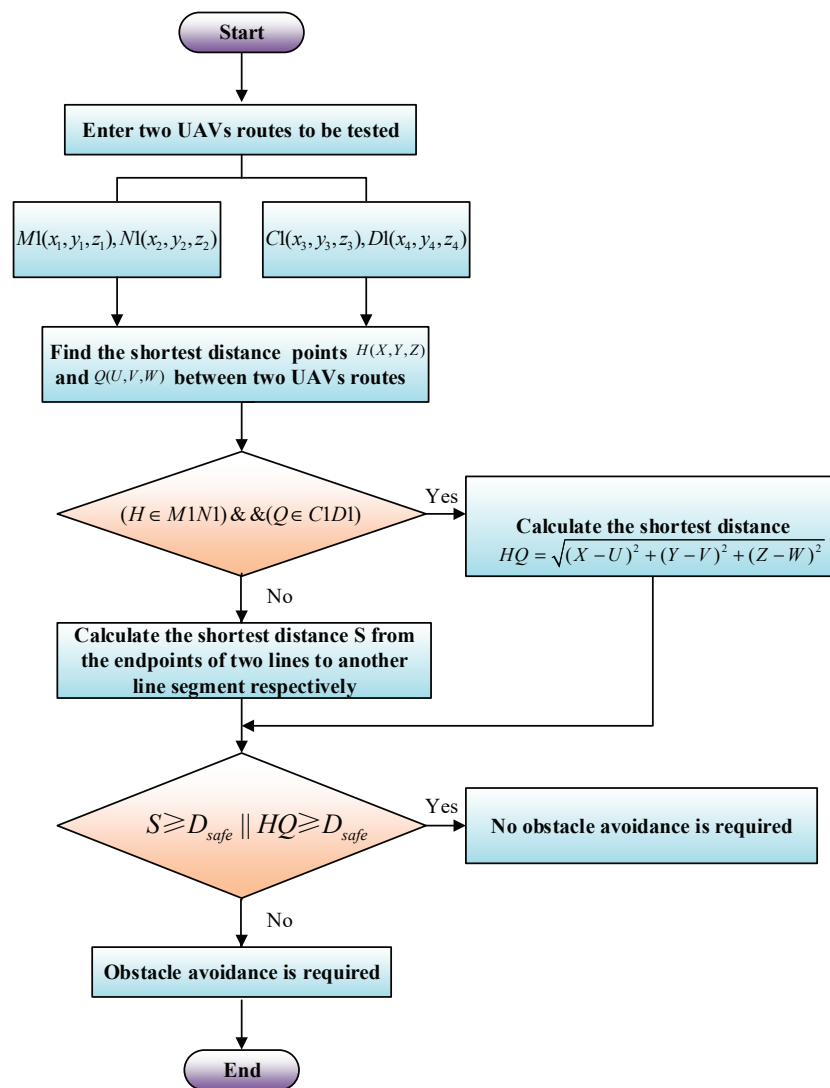 Start
Enter two UAVs routes to be tested
M1(x₁,y₁,z₁),N1(x₂,y₂,z₂)
C1(x₃,y₃,z₃),D1(x₄,y₄,z₄)
Find the shortest distance points H(X,Y,Z)
and Q(U,V,W) between two UAVs routes
(H∈M1N1)&&(Q∈C1D1)
Yes
Calculate the shortest distance
HQ=√((X−U)²+(Y−V)²+(Z−W)²)
No
Calculate the shortest distance S from
the endpoints of two lines to another
line segment respectively
S≥D_safe || HQ≥D_safe
Yes
No obstacle avoidance is required
No
Obstacle avoidance is required
End